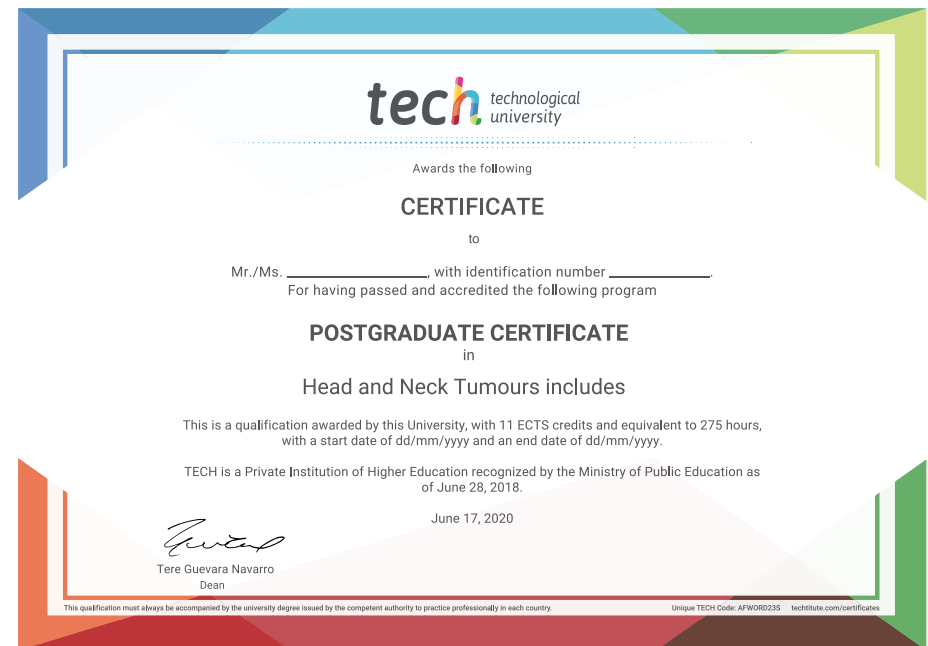 tech technological
university
Awards the following
CERTIFICATE
to
Mr./Ms. ____________________, with identification number ______________.
For having passed and accredited the following program
POSTGRADUATE CERTIFICATE
in
Head and Neck Tumours includes
This is a qualification awarded by this University, with 11 ECTS credits and equivalent to 275 hours,
with a start date of dd/mm/yyyy and an end date of dd/mm/yyyy.
TECH is a Private Institution of Higher Education recognized by the Ministry of Public Education as
of June 28, 2018.
June 17, 2020
Tere Guevara Navarro
Dean
This qualification must always be accompanied by the university degree issued by the competent authority to practice professionally in each country. Unique TECH Code: AFWORD23S techtitute.com/certificates